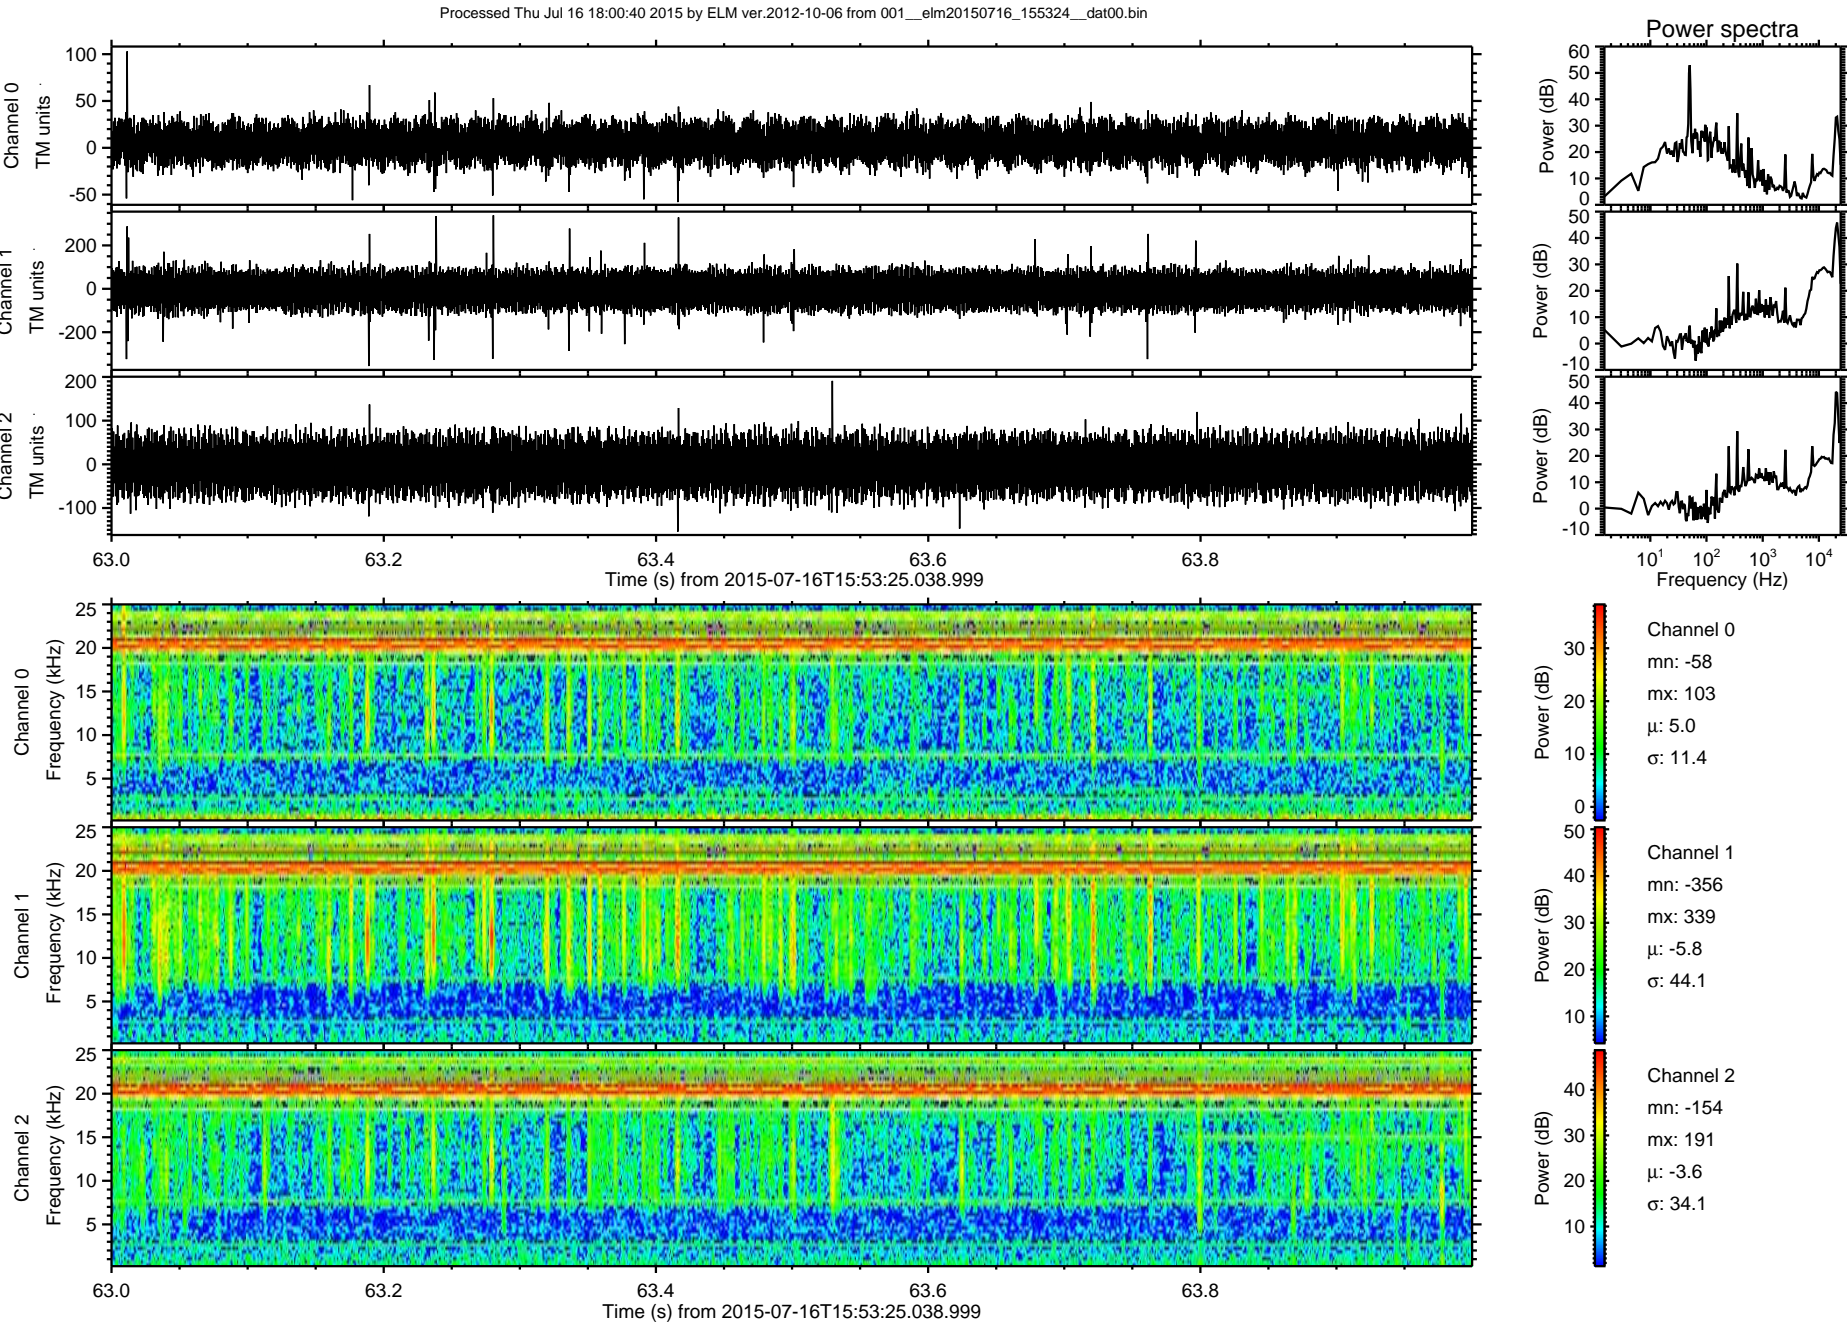 Processed Thu Jul 16 18:00:40 2015 by ELM ver.2012-10-06 from 001__elm20150716_155324__dat00.bin
Power spectra
Channel 0
TM units
100
50
0
-50
Power (dB)
60
50
40
30
20
10
0
Channel 1
TM units
200
0
-200
Power (dB)
50
40
30
20
10
0
-10
Channel 2
TM units
200
100
0
-100
Power (dB)
50
40
30
20
10
0
-10
63.0 63.2 63.4 63.6 63.8
Time (s) from 2015-07-16T15:53:25.038.999
10^1 10^2 10^3 10^4
Frequency (Hz)
Channel 0
Frequency (kHz)
25
20
15
10
5
Power (dB)
30
20
10
0
Channel 0
mn: -58
mx: 103
μ: 5.0
σ: 11.4
Channel 1
Frequency (kHz)
25
20
15
10
5
Power (dB)
50
40
30
20
10
Channel 1
mn: -356
mx: 339
μ: -5.8
σ: 44.1
Channel 2
Frequency (kHz)
25
20
15
10
5
Power (dB)
40
30
20
10
Channel 2
mn: -154
mx: 191
μ: -3.6
σ: 34.1
63.0 63.2 63.4 63.6 63.8
Time (s) from 2015-07-16T15:53:25.038.999